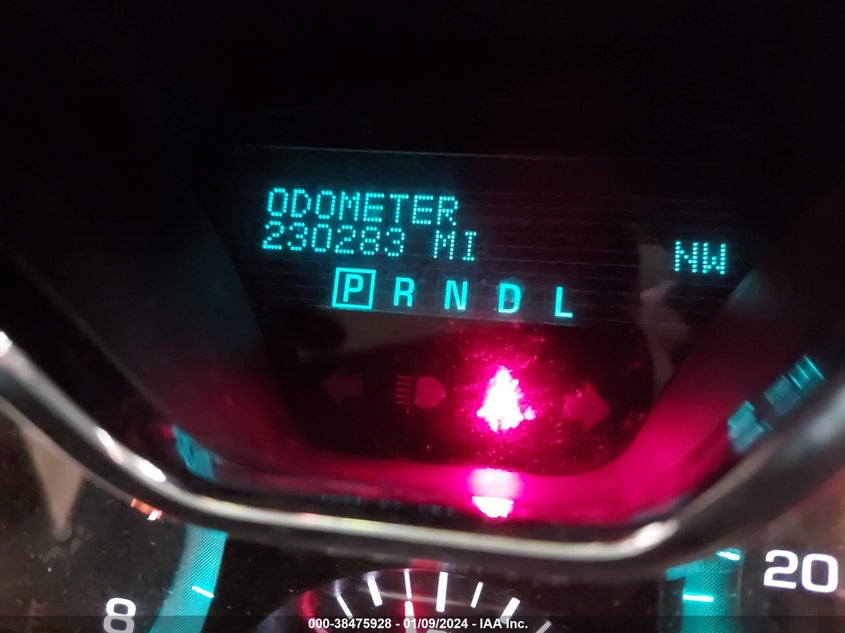 ODOMETER
230283 MI
NW
P R N D L
8
20
000-38475928 - 01/09/2024 - IAA Inc.